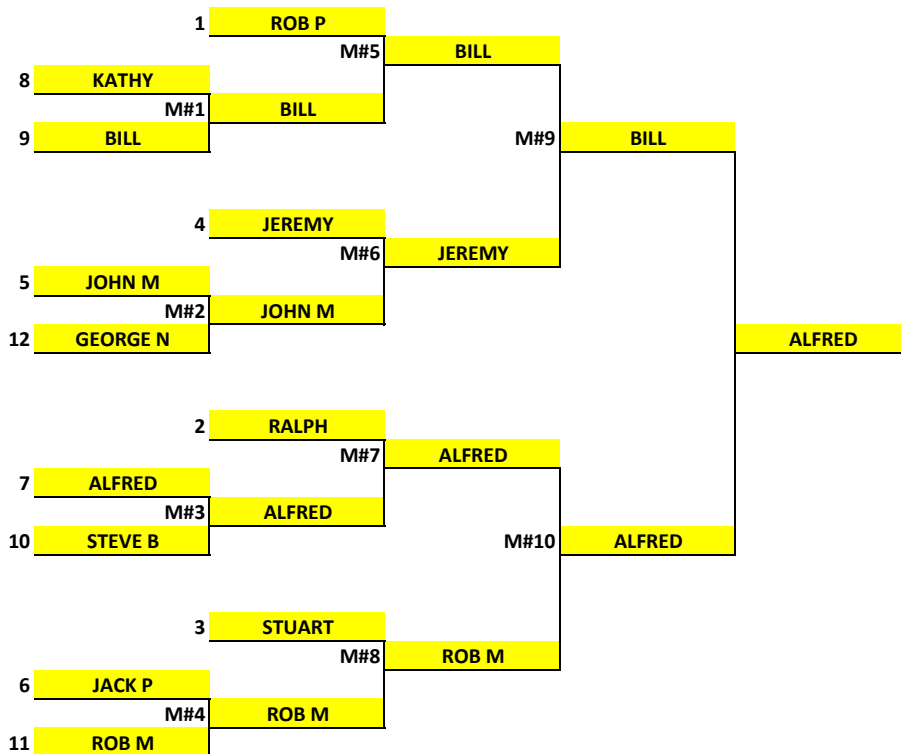 1 ROB P
M#5 BILL
8 KATHY
M#1 BILL
9 BILL M#9 BILL
4 JEREMY
M#6 JEREMY
5 JOHN M
M#2 JOHN M
12 GEORGE N ALFRED
2 RALPH
M#7 ALFRED
7 ALFRED
M#3 ALFRED
10 STEVE B M#10 ALFRED
3 STUART
M#8 ROB M
6 JACK P
M#4 ROB M
11 ROB M